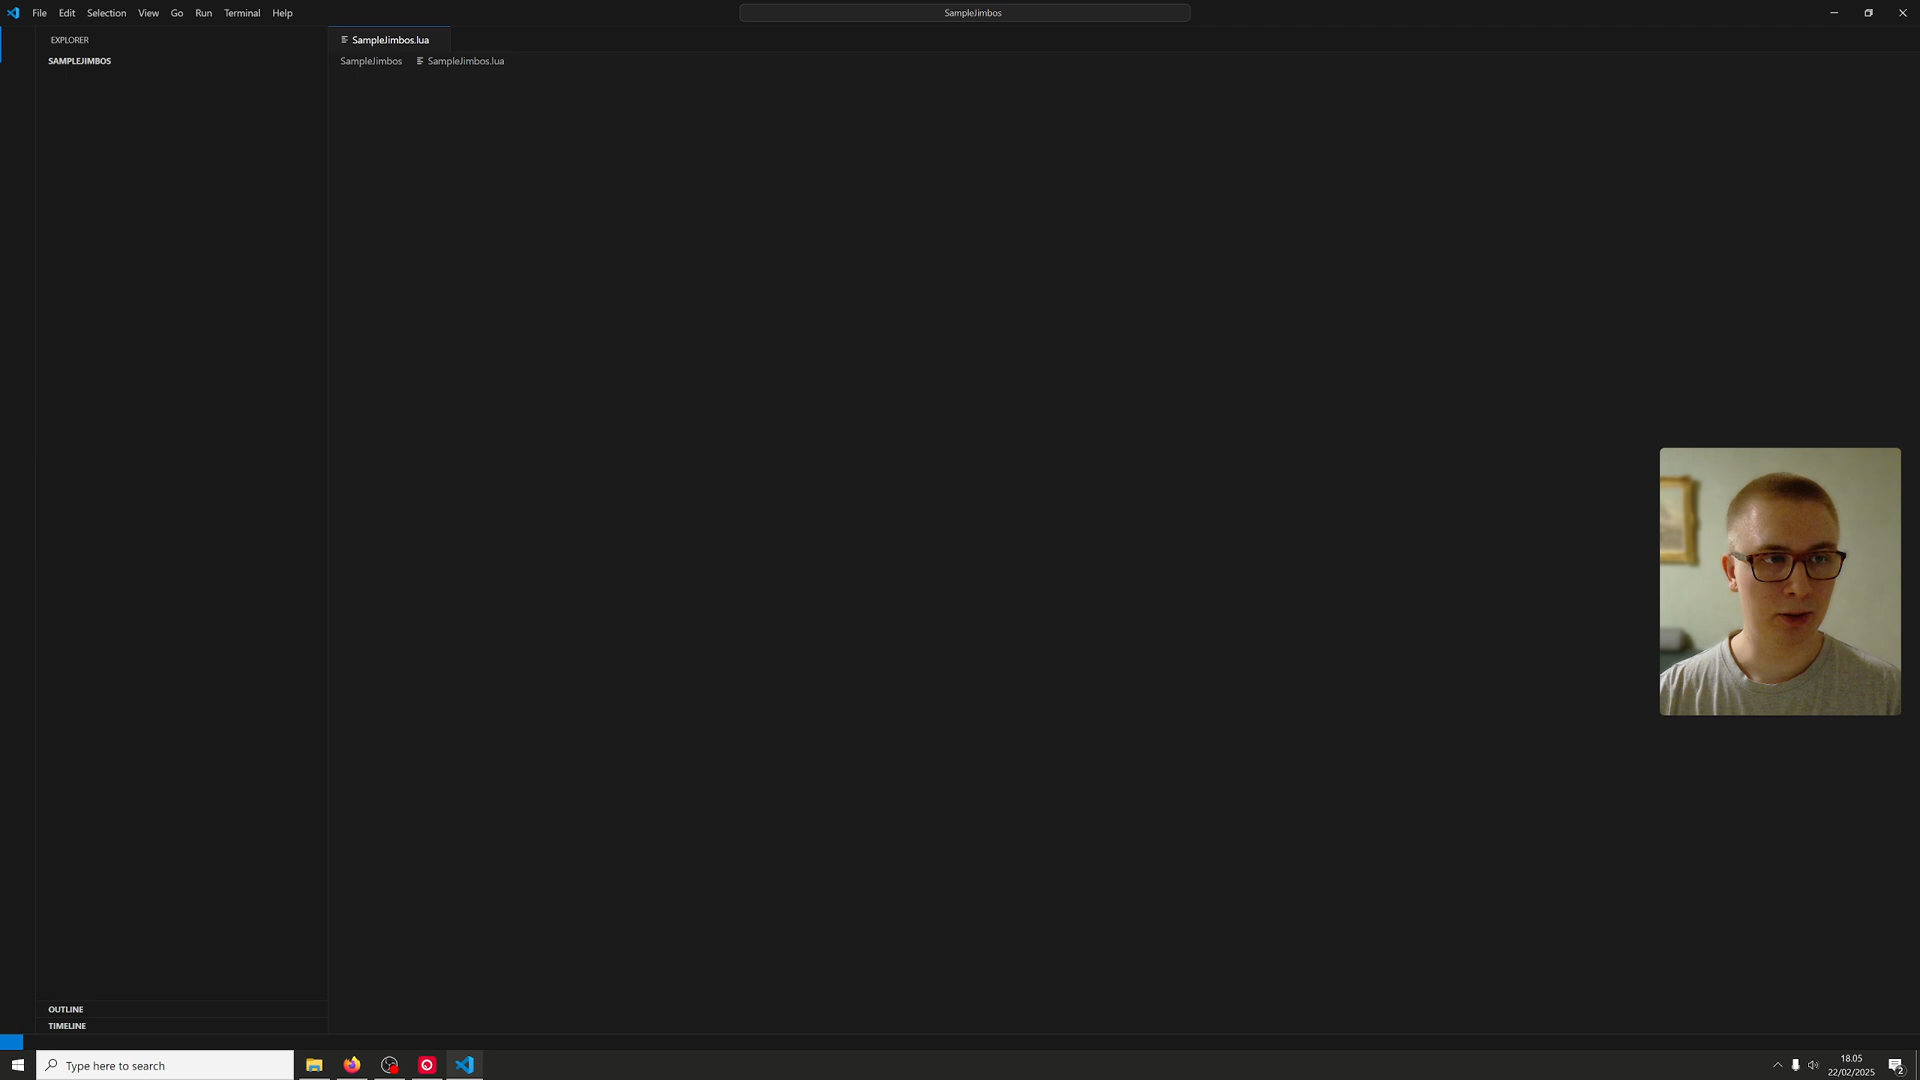 File Edit Selection View Go Run Terminal Help
SampleJimbos
EXPLORER
SampleJimbos.lua
SAMPLEJIMBOS
SampleJimbos SampleJimbos.lua
OUTLINE
TIMELINE
Type here to search
18.05
22/02/2025
2